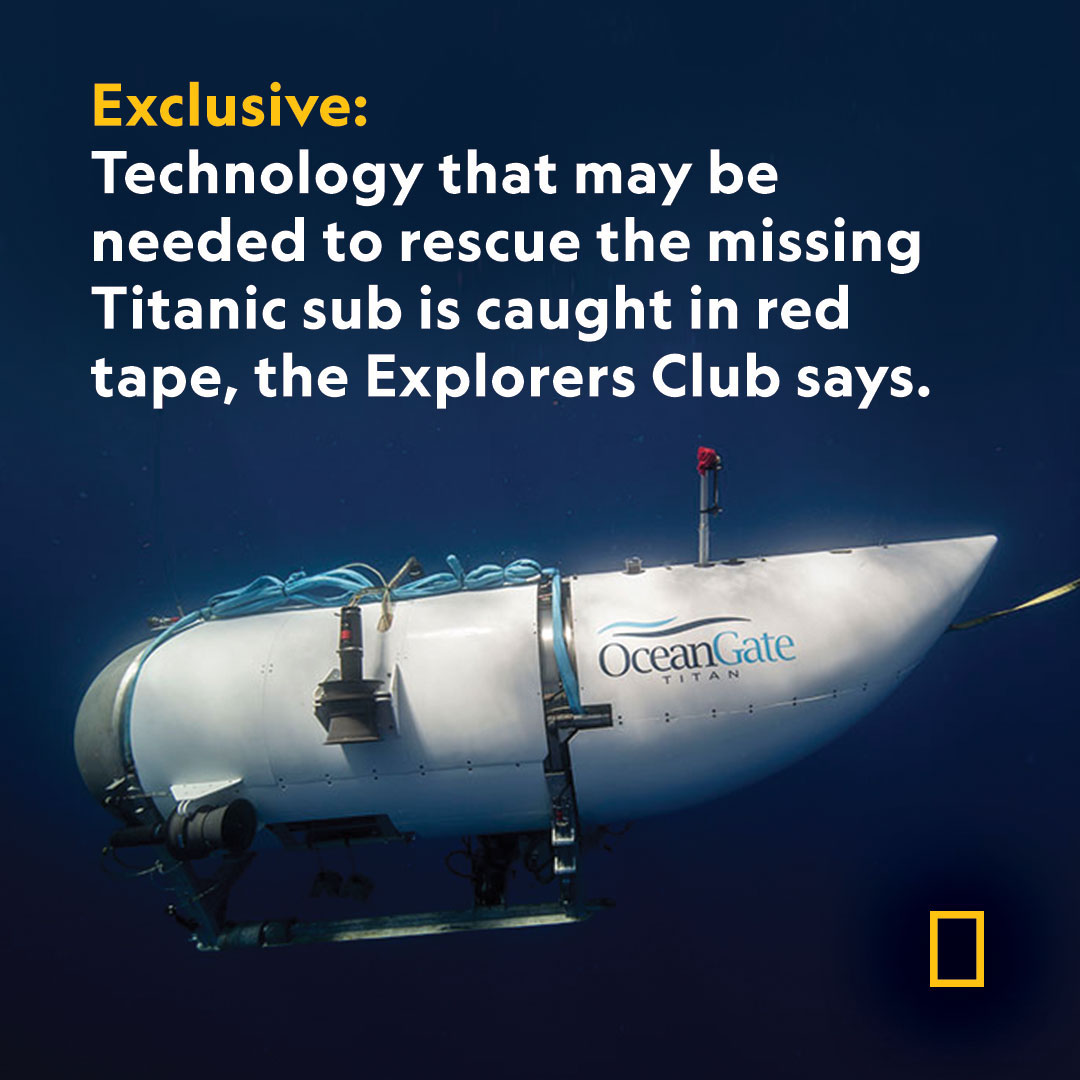 Exclusive:
Technology that may be
needed to rescue the missing
Titanic sub is caught in red
tape, the Explorers Club says.
OceanGate
TITAN